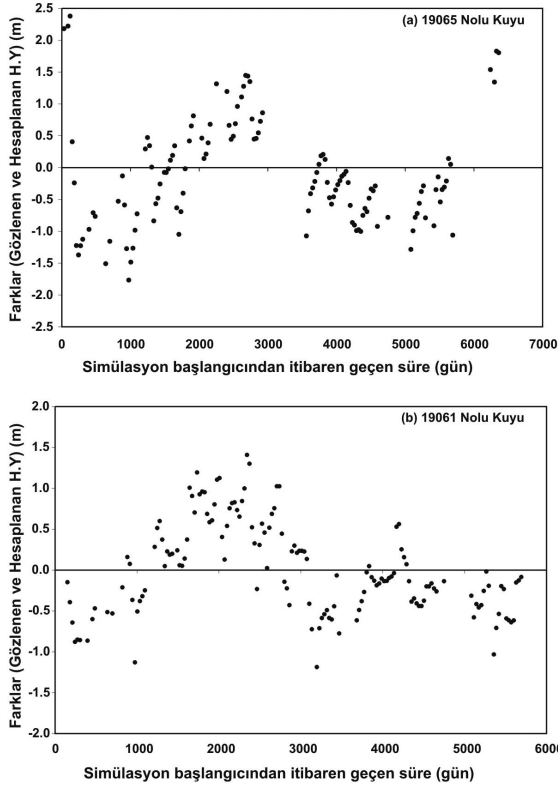 (a) 19065 Nolu Kuyu
Farklar (Gözlenen ve Hesaplanan H.Y) (m)
2.5
2.0
1.5
1.0
0.5
0.0
-0.5
-1.0
-1.5
-2.0
-2.5
0 1000 2000 3000 4000 5000 6000 7000
Simülasyon başlangıcından itibaren geçen süre (gün)
(b) 19061 Nolu Kuyu
Farklar (Gözlenen ve Hesaplanan H.Y) (m)
2.0
1.5
1.0
0.5
0.0
-0.5
-1.0
-1.5
-2.0
0 1000 2000 3000 4000 5000 6000
Simülasyon başlangıcından itibaren geçen süre (gün)